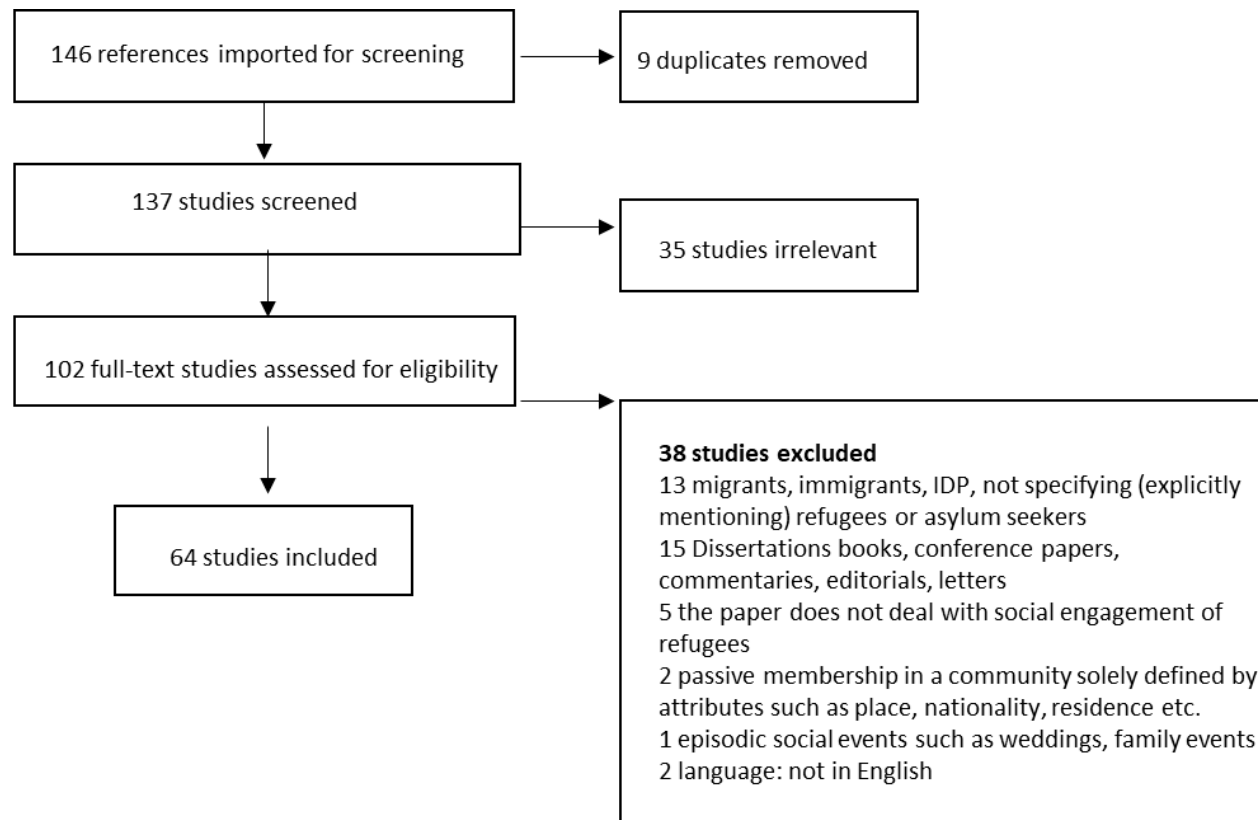 146 references imported for screening
9 duplicates removed
137 studies screened
35 studies irrelevant
102 full-text studies assessed for eligibility
38 studies excluded
13 migrants, immigrants, IDP, not specifying (explicitly
mentioning) refugees or asylum seekers
15 Dissertations books, conference papers,
commentaries, editorials, letters
5 the paper does not deal with social engagement of
refugees
2 passive membership in a community solely defined by
attributes such as place, nationality, residence etc.
1 episodic social events such as weddings, family events
2 language: not in English
64 studies included